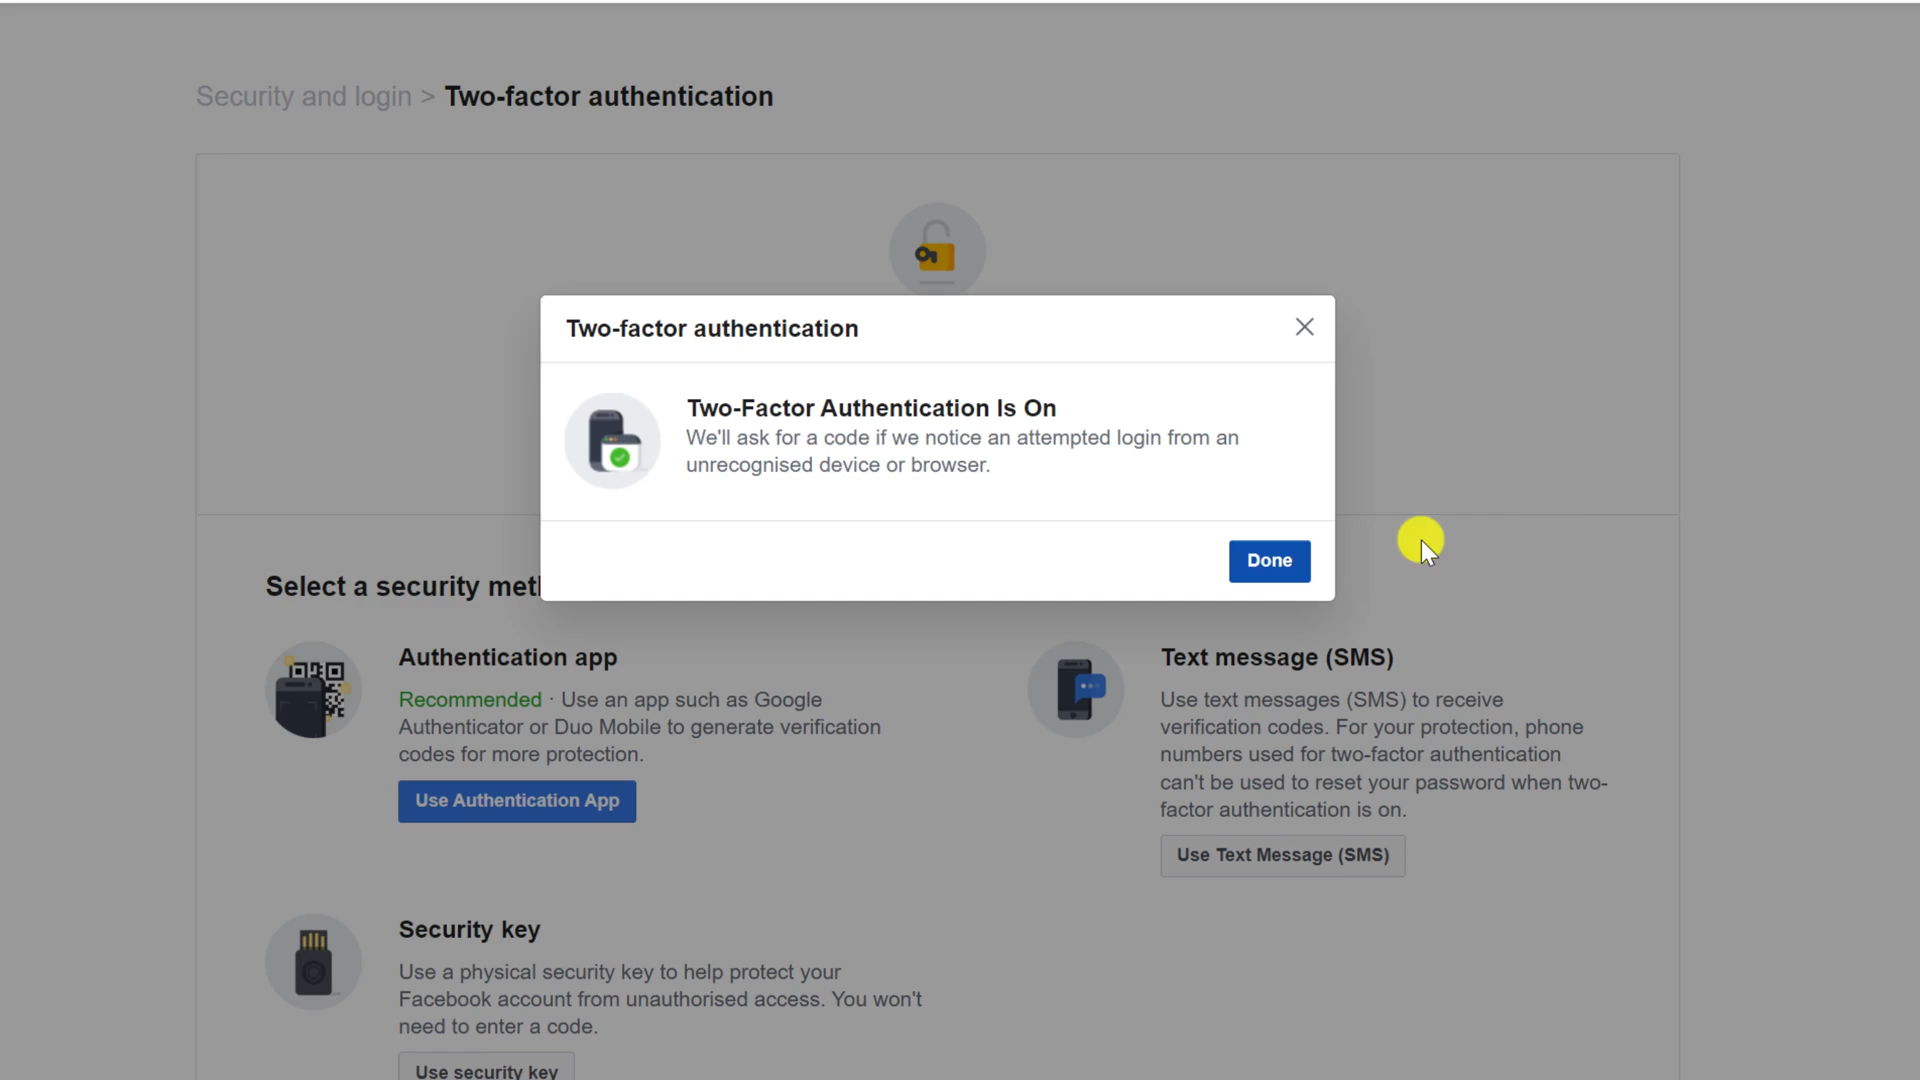 Security and login > Two-factor authentication
Two-factor authentication
Two-Factor Authentication Is On
We'll ask for a code if we notice an attempted login from an
unrecognised device or browser.
Done
Select a security met
Authentication app
Recommended · Use an app such as Google
Authenticator or Duo Mobile to generate verification
codes for more protection.
Use Authentication App
Text message (SMS)
Use text messages (SMS) to receive
verification codes. For your protection, phone
numbers used for two-factor authentication
can't be used to reset your password when two-
factor authentication is on.
Use Text Message (SMS)
Security key
Use a physical security key to help protect your
Facebook account from unauthorised access. You won't
need to enter a code.
Use security key